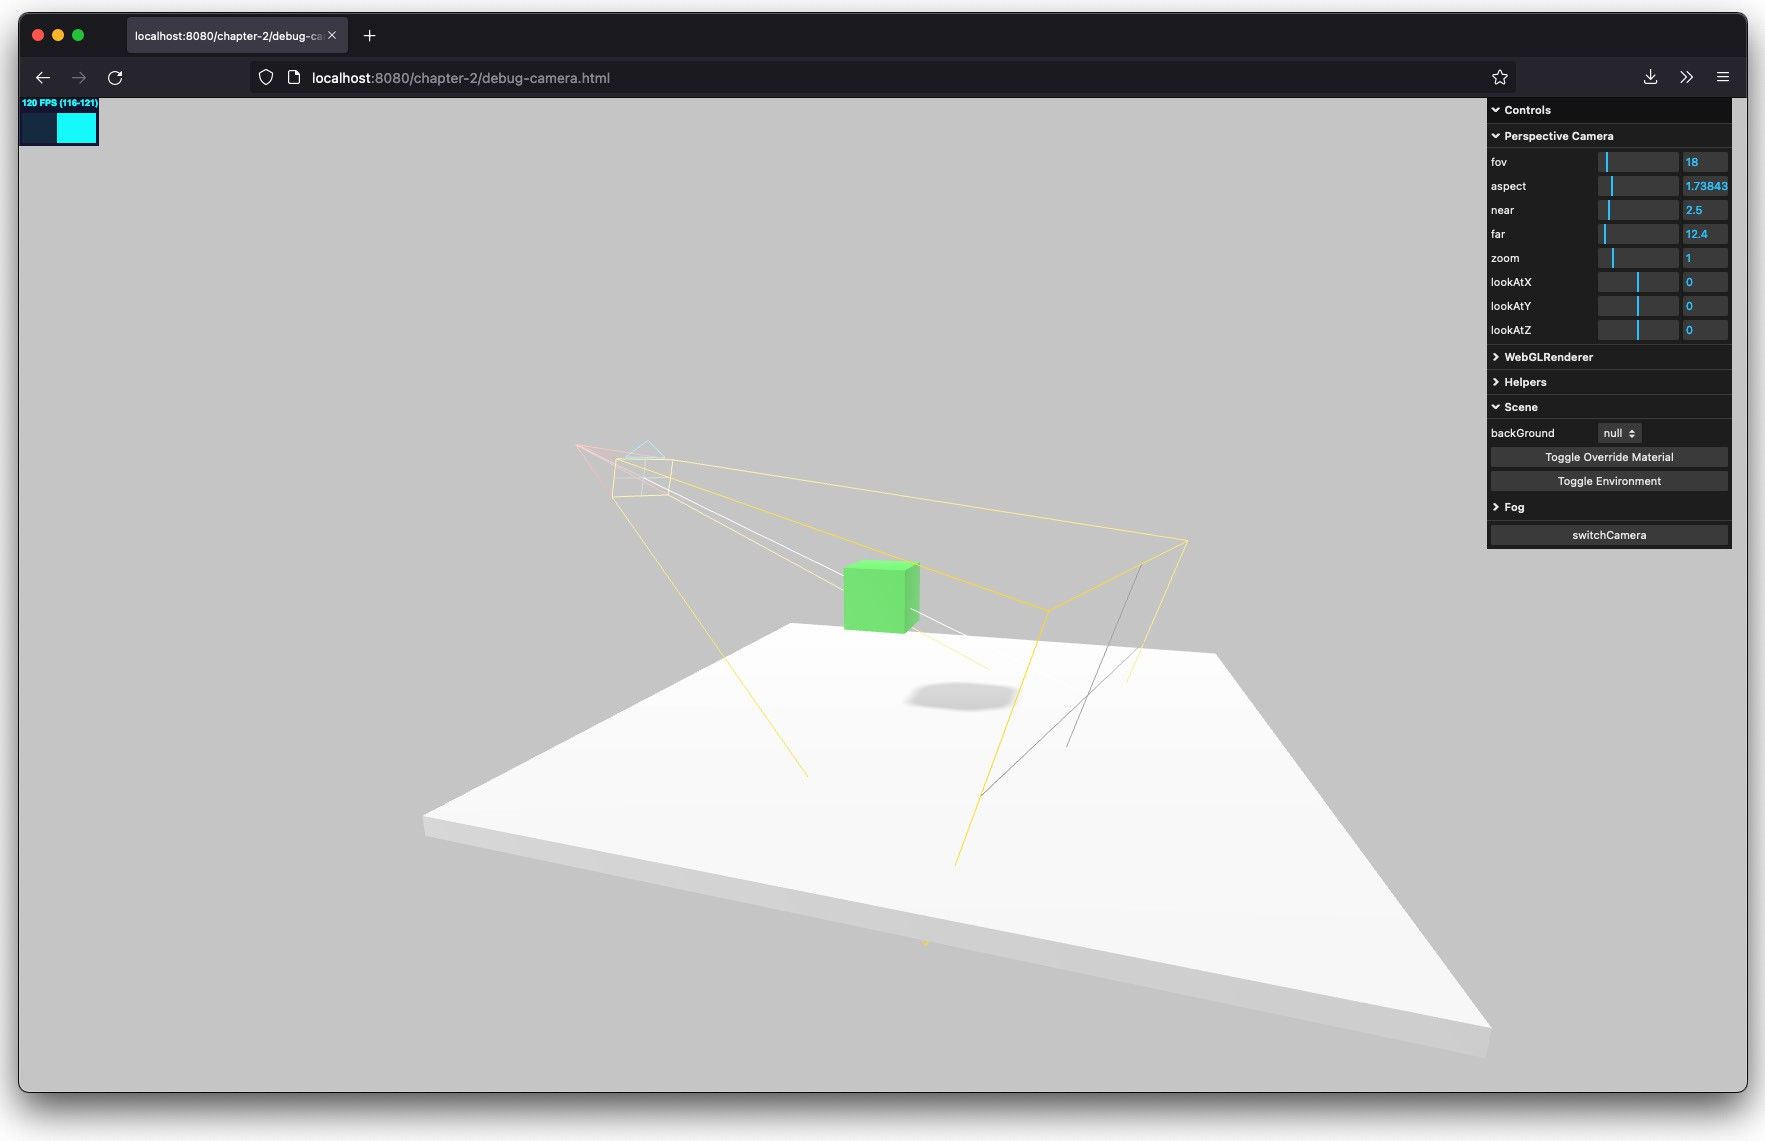 localhost:8080/chapter-2/debug-ca
localhost:8080/chapter-2/debug-camera.html
120 FPS (116-121)
Controls
Perspective Camera
fov 18
aspect 1.73843
near 2.5
far 12.4
zoom 1
lookAtX 0
lookAtY 0
lookAtZ 0
WebGLRenderer
Helpers
Scene
backGround null
Toggle Override Material
Toggle Environment
Fog
switchCamera